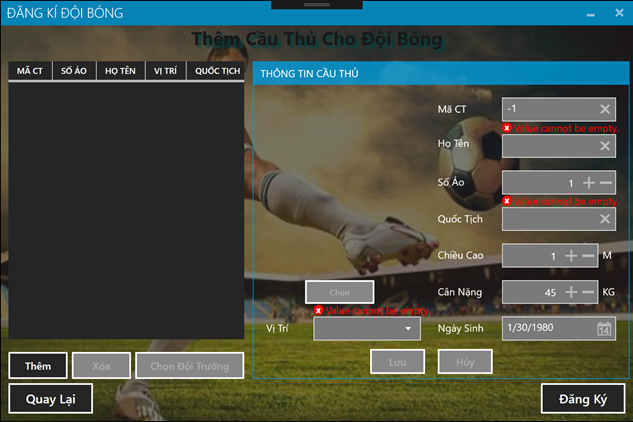 ĐĂNG KÍ ĐỘI BÓNG
Thêm Cầu Thủ Cho Đội Bóng
MÃ CT SỐ ÁO HỌ TÊN VỊ TRÍ QUỐC TỊCH
THÔNG TIN CẦU THỦ
Mã CT -1
Value cannot be empty.
Họ Tên
Số Áo 1
Value cannot be empty.
Quốc Tịch
Chiều Cao 1 M
Chọn Cân Nặng 45 KG
Value cannot be empty.
Vị Trí Ngày Sinh 1/30/1980 14
Thêm Xóa Chọn Đội Trưởng Lưu Hủy
Quay Lại Đăng Ký